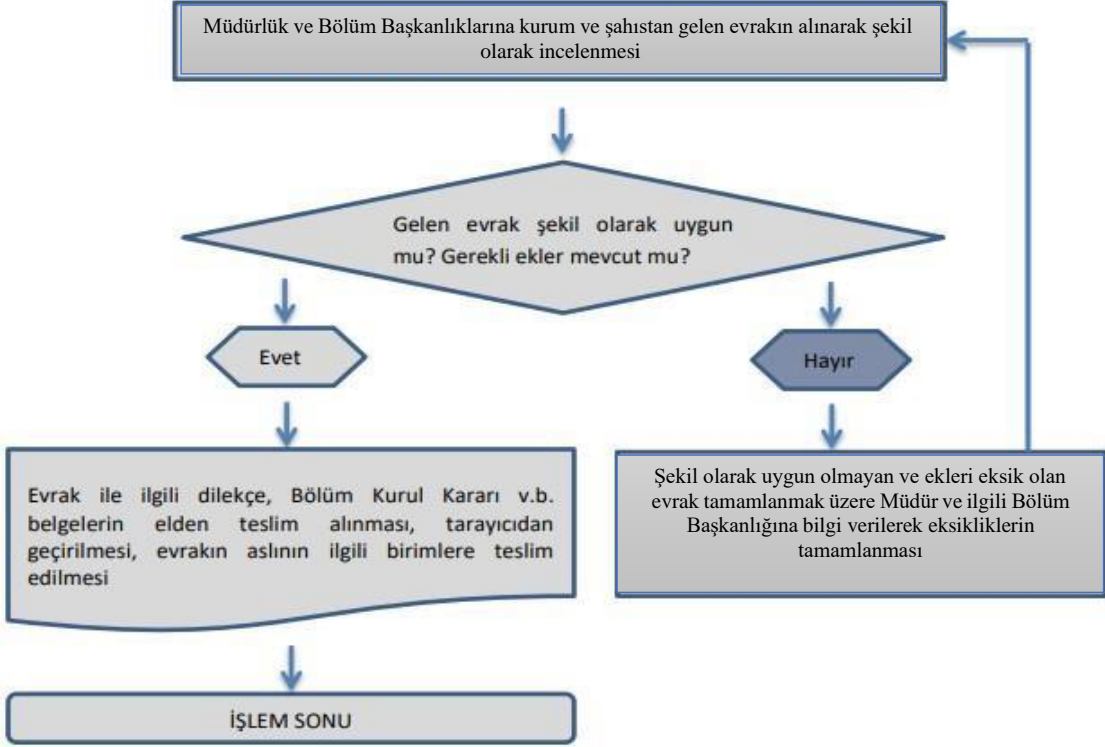 Müdürlük ve Bölüm Başkanlıklarına kurum ve şahıstan gelen evrakın alınarak şekil
olarak incelenmesi
Gelen evrak şekil olarak uygun
mu? Gerekli ekler mevcut mu?
Evet
Hayır
Evrak ile ilgili dilekçe, Bölüm Kurul Kararı v.b.
belgelerin elden teslim alınması, tarayıcıdan
geçirilmesi, evrakın aslının ilgili birimlere teslim
edilmesi
Şekil olarak uygun olmayan ve ekleri eksik olan
evrak tamamlanmak üzere Müdür ve ilgili Bölüm
Başkanlığına bilgi verilerek eksikliklerin
tamamlanması
İŞLEM SONU